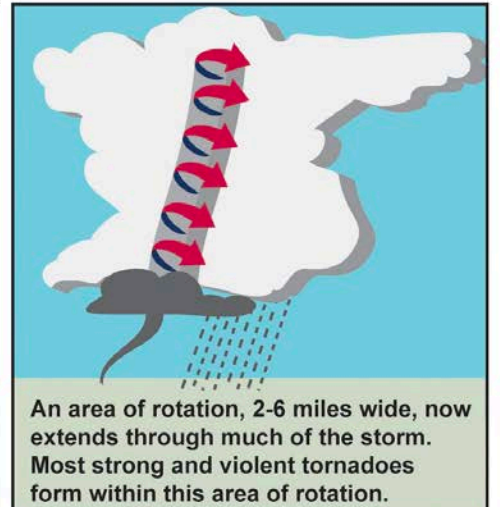 An area of rotation, 2-6 miles wide, now
extends through much of the storm.
Most strong and violent tornadoes
form within this area of rotation.